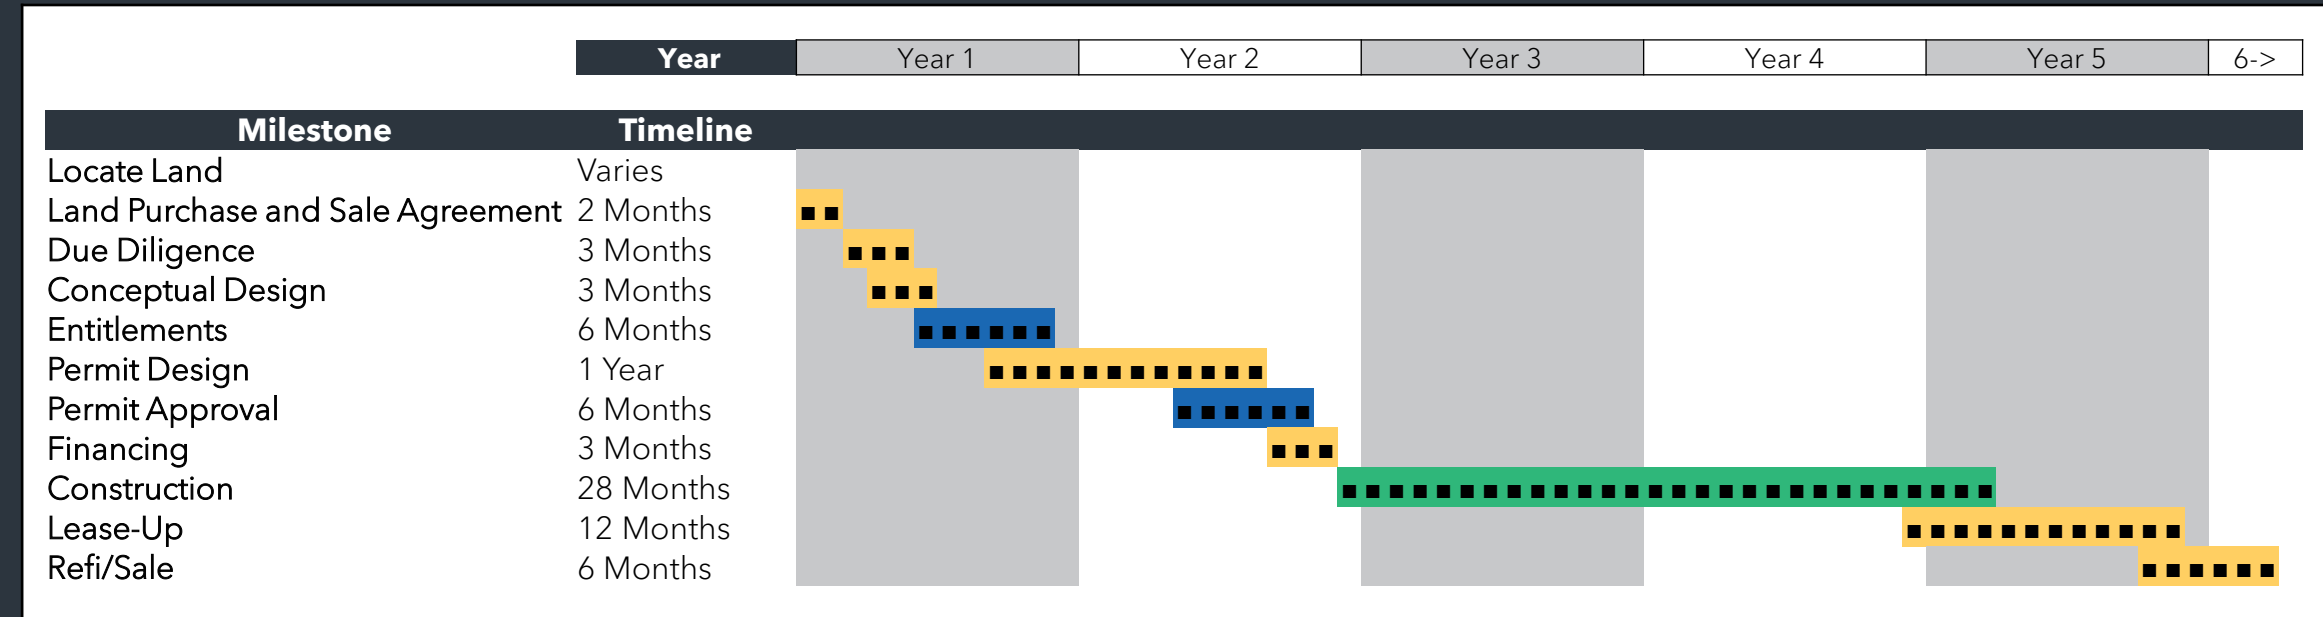 Year Year 1 Year 2 Year 3 Year 4 Year 5 6->
Milestone Timeline
Locate Land Varies
Land Purchase and Sale Agreement 2 Months
Due Diligence 3 Months
Conceptual Design 3 Months
Entitlements 6 Months
Permit Design 1 Year
Permit Approval 6 Months
Financing 3 Months
Construction 28 Months
Lease-Up 12 Months
Refi/Sale 6 Months